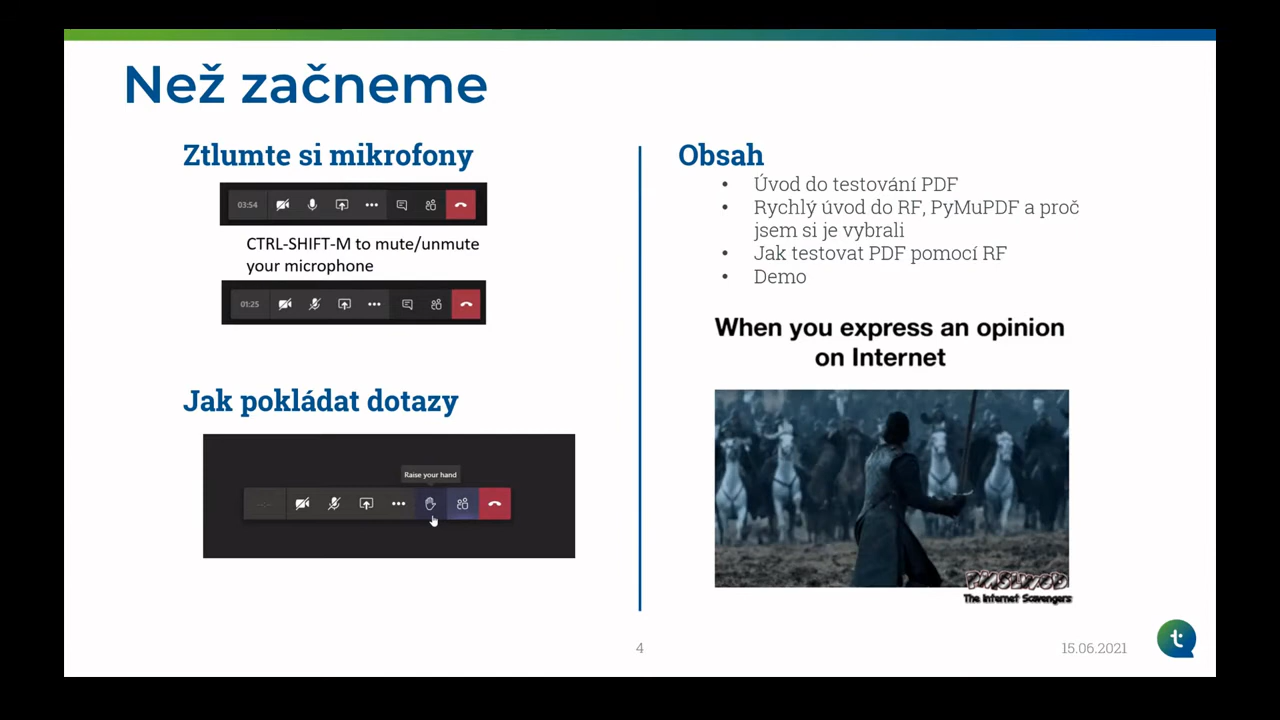 Než začneme
Ztlumte si mikrofony
03:54
CTRL-SHIFT-M to mute/unmute
your microphone
01:25
Jak pokládat dotazy
Raise your hand
--:--
Obsah
• Úvod do testování PDF
• Rychlý úvod do RF, PyMuPDF a proč
jsem si je vybrali
• Jak testovat PDF pomocí RF
• Demo
When you express an opinion
on Internet
PMSLWEB
The Internet Scavengers
4
15.06.2021
t